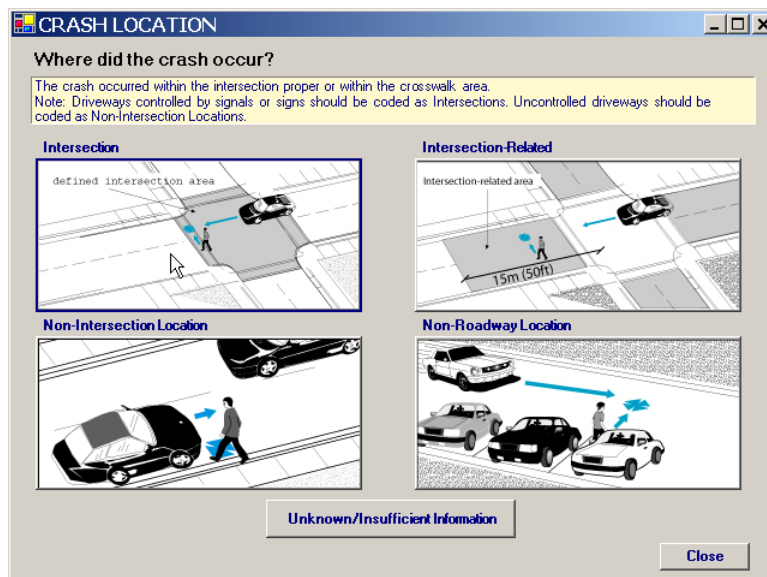 CRASH LOCATION
Where did the crash occur?
The crash occurred within the intersection proper or within the crosswalk area.
Note: Driveways controlled by signals or signs should be coded as Intersections. Uncontrolled driveways should be
coded as Non-Intersection Locations.
Intersection
Intersection-Related
defined intersection area
Intersection-related area
15m (50ft)
Non-Intersection Location
Non-Roadway Location
Unknown/Insufficient Information
Close